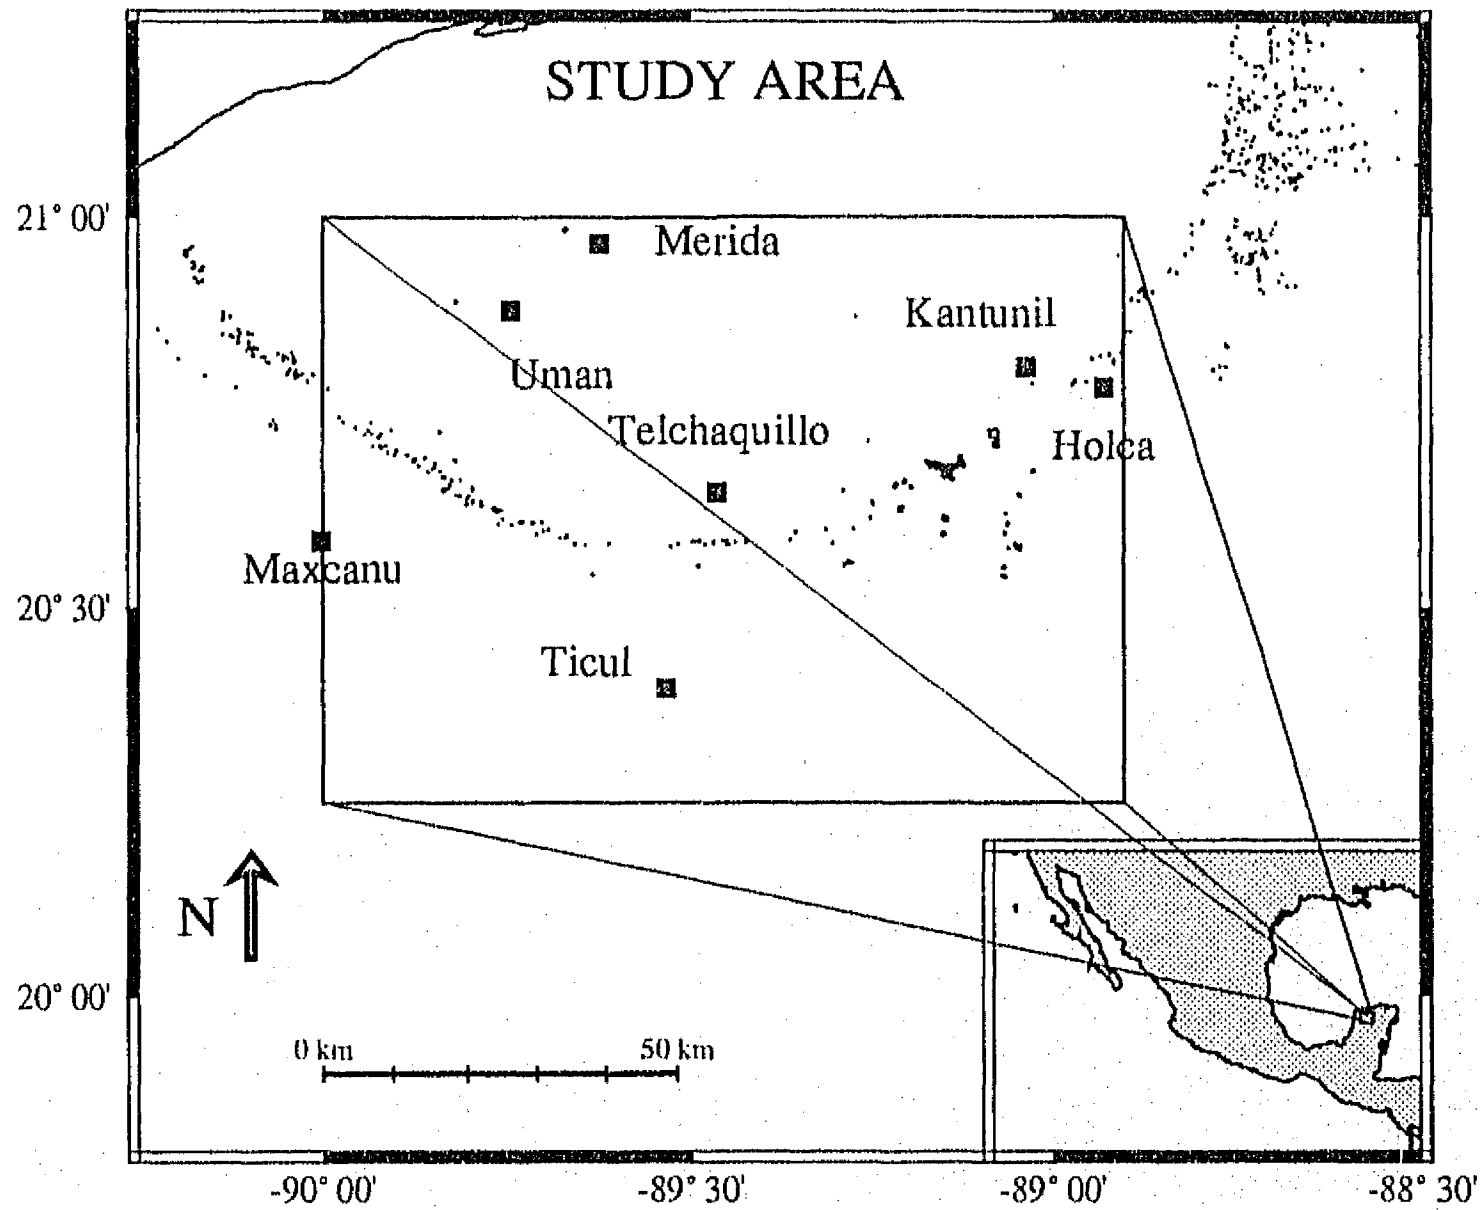 STUDY AREA
21° 00'
Merida
Kantunil
Uman
Telchaquillo
Holca
Maxcanu
20° 30'
Ticul
N
20° 00'
0 km 50 km
-90° 00' -89° 30' -89° 00' -88° 30'